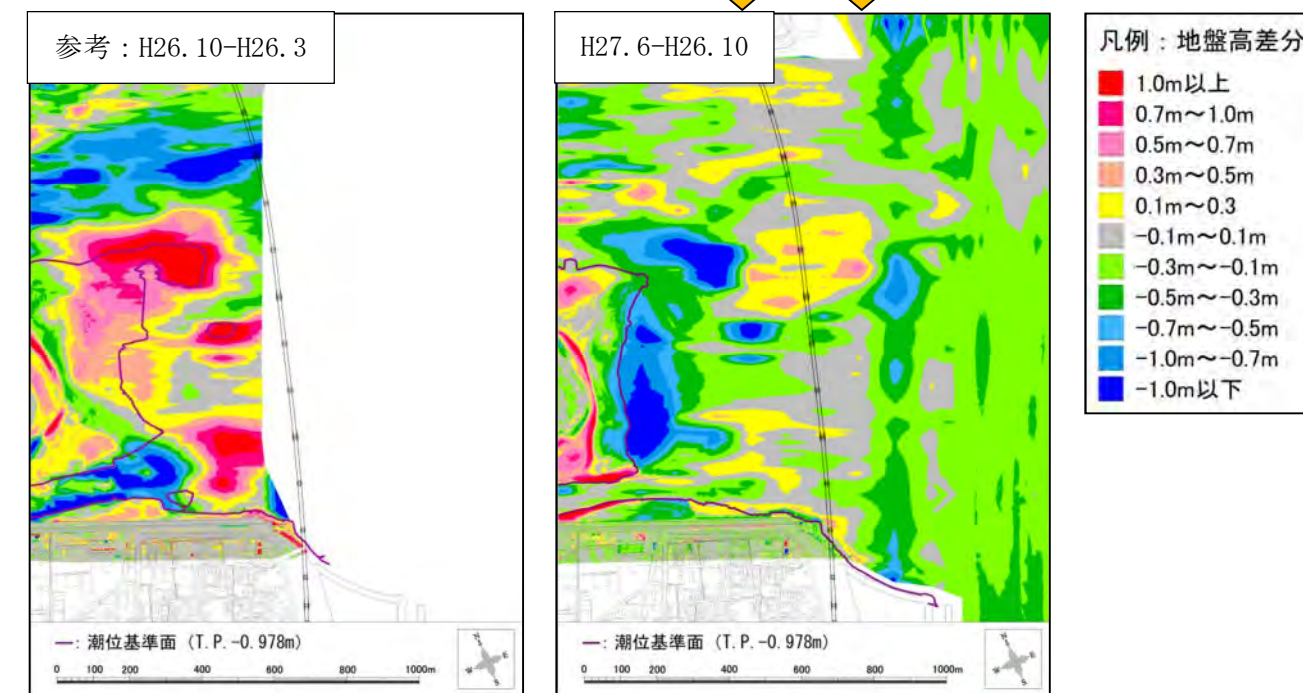 参考：H26.10-H26.3
―: 潮位基準面 (T.P.-0.978m)
0 100 200 400 600 800 1000m
H27.6-H26.10
―: 潮位基準面 (T.P.-0.978m)
0 100 200 400 600 800 1000m
凡例：地盤高差分
1.0m以上
0.7m～1.0m
0.5m～0.7m
0.3m～0.5m
0.1m～0.3
-0.1m～0.1m
-0.3m～-0.1m
-0.5m～-0.3m
-0.7m～-0.5m
-1.0m～-0.7m
-1.0m以下